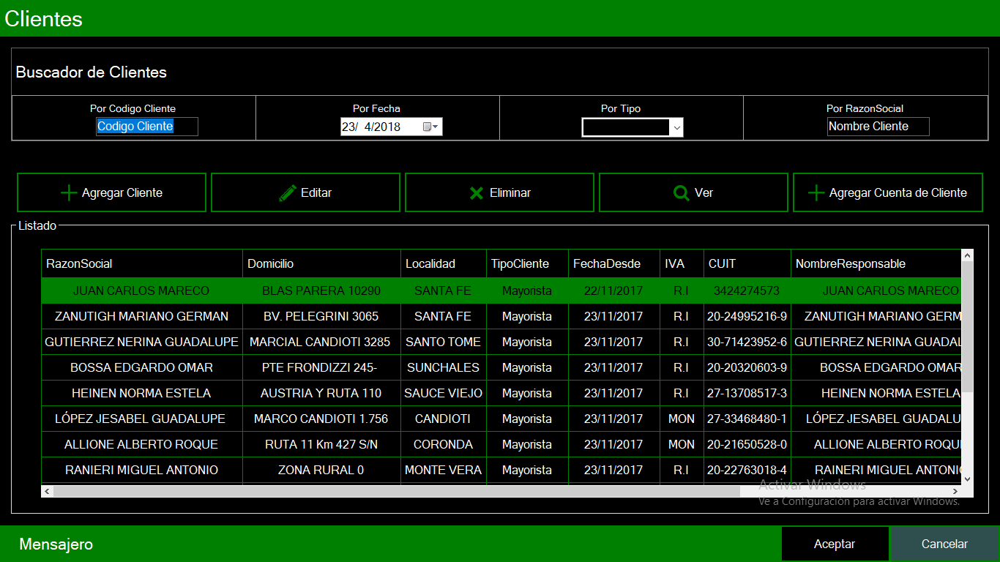 Clientes
Buscador de Clientes
Por Codigo Cliente Por Fecha Por Tipo Por RazonSocial
Codigo Cliente 23/ 4/2018 Nombre Cliente
Agregar Cliente Editar Eliminar Ver Agregar Cuenta de Cliente
Listado
RazonSocial Domicilio Localidad TipoCliente FechaDesde IVA CUIT NombreResponsable
JUAN CARLOS MARECO BLAS PARERA 10290 SANTA FE Mayorista 22/11/2017 R.I 3424274573 JUAN CARLOS MARECO
ZANUTIGH MARIANO GERMAN BV. PELEGRINI 3065 SANTA FE Mayorista 23/11/2017 R.I 20-24995216-9 ZANUTIGH MARIANO GERM
GUTIERREZ NERINA GUADALUPE MARCIAL CANDIOTI 3285 SANTO TOME Mayorista 23/11/2017 R.I 30-71423952-6 GUTIERREZ NERINA GUADAL
BOSSA EDGARDO OMAR PTE FRONDIZZI 245- SUNCHALES Mayorista 23/11/2017 R.I 20-20320603-9 BOSSA EDGARDO OMAR
HEINEN NORMA ESTELA AUSTRIA Y RUTA 110 SAUCE VIEJO Mayorista 23/11/2017 R.I 27-13708517-3 HEINEN NORMA ESTELA
LÓPEZ JESABEL GUADALUPE MARCO CANDIOTI 1.756 CANDIOTI Mayorista 23/11/2017 MON 27-33468480-1 LÓPEZ JESABEL GUADALU
ALLIONE ALBERTO ROQUE RUTA 11 Km 427 S/N CORONDA Mayorista 23/11/2017 MON 20-21650528-0 ALLIONE ALBERTO ROQU
RANIERI MIGUEL ANTONIO ZONA RURAL 0 MONTE VERA Mayorista 23/11/2017 R.I 20-22763018-4 RAINERI MIGUEL ANTONIO
Activar Windows
Ve a Configuración para activar Windows.
Mensajero Aceptar Cancelar